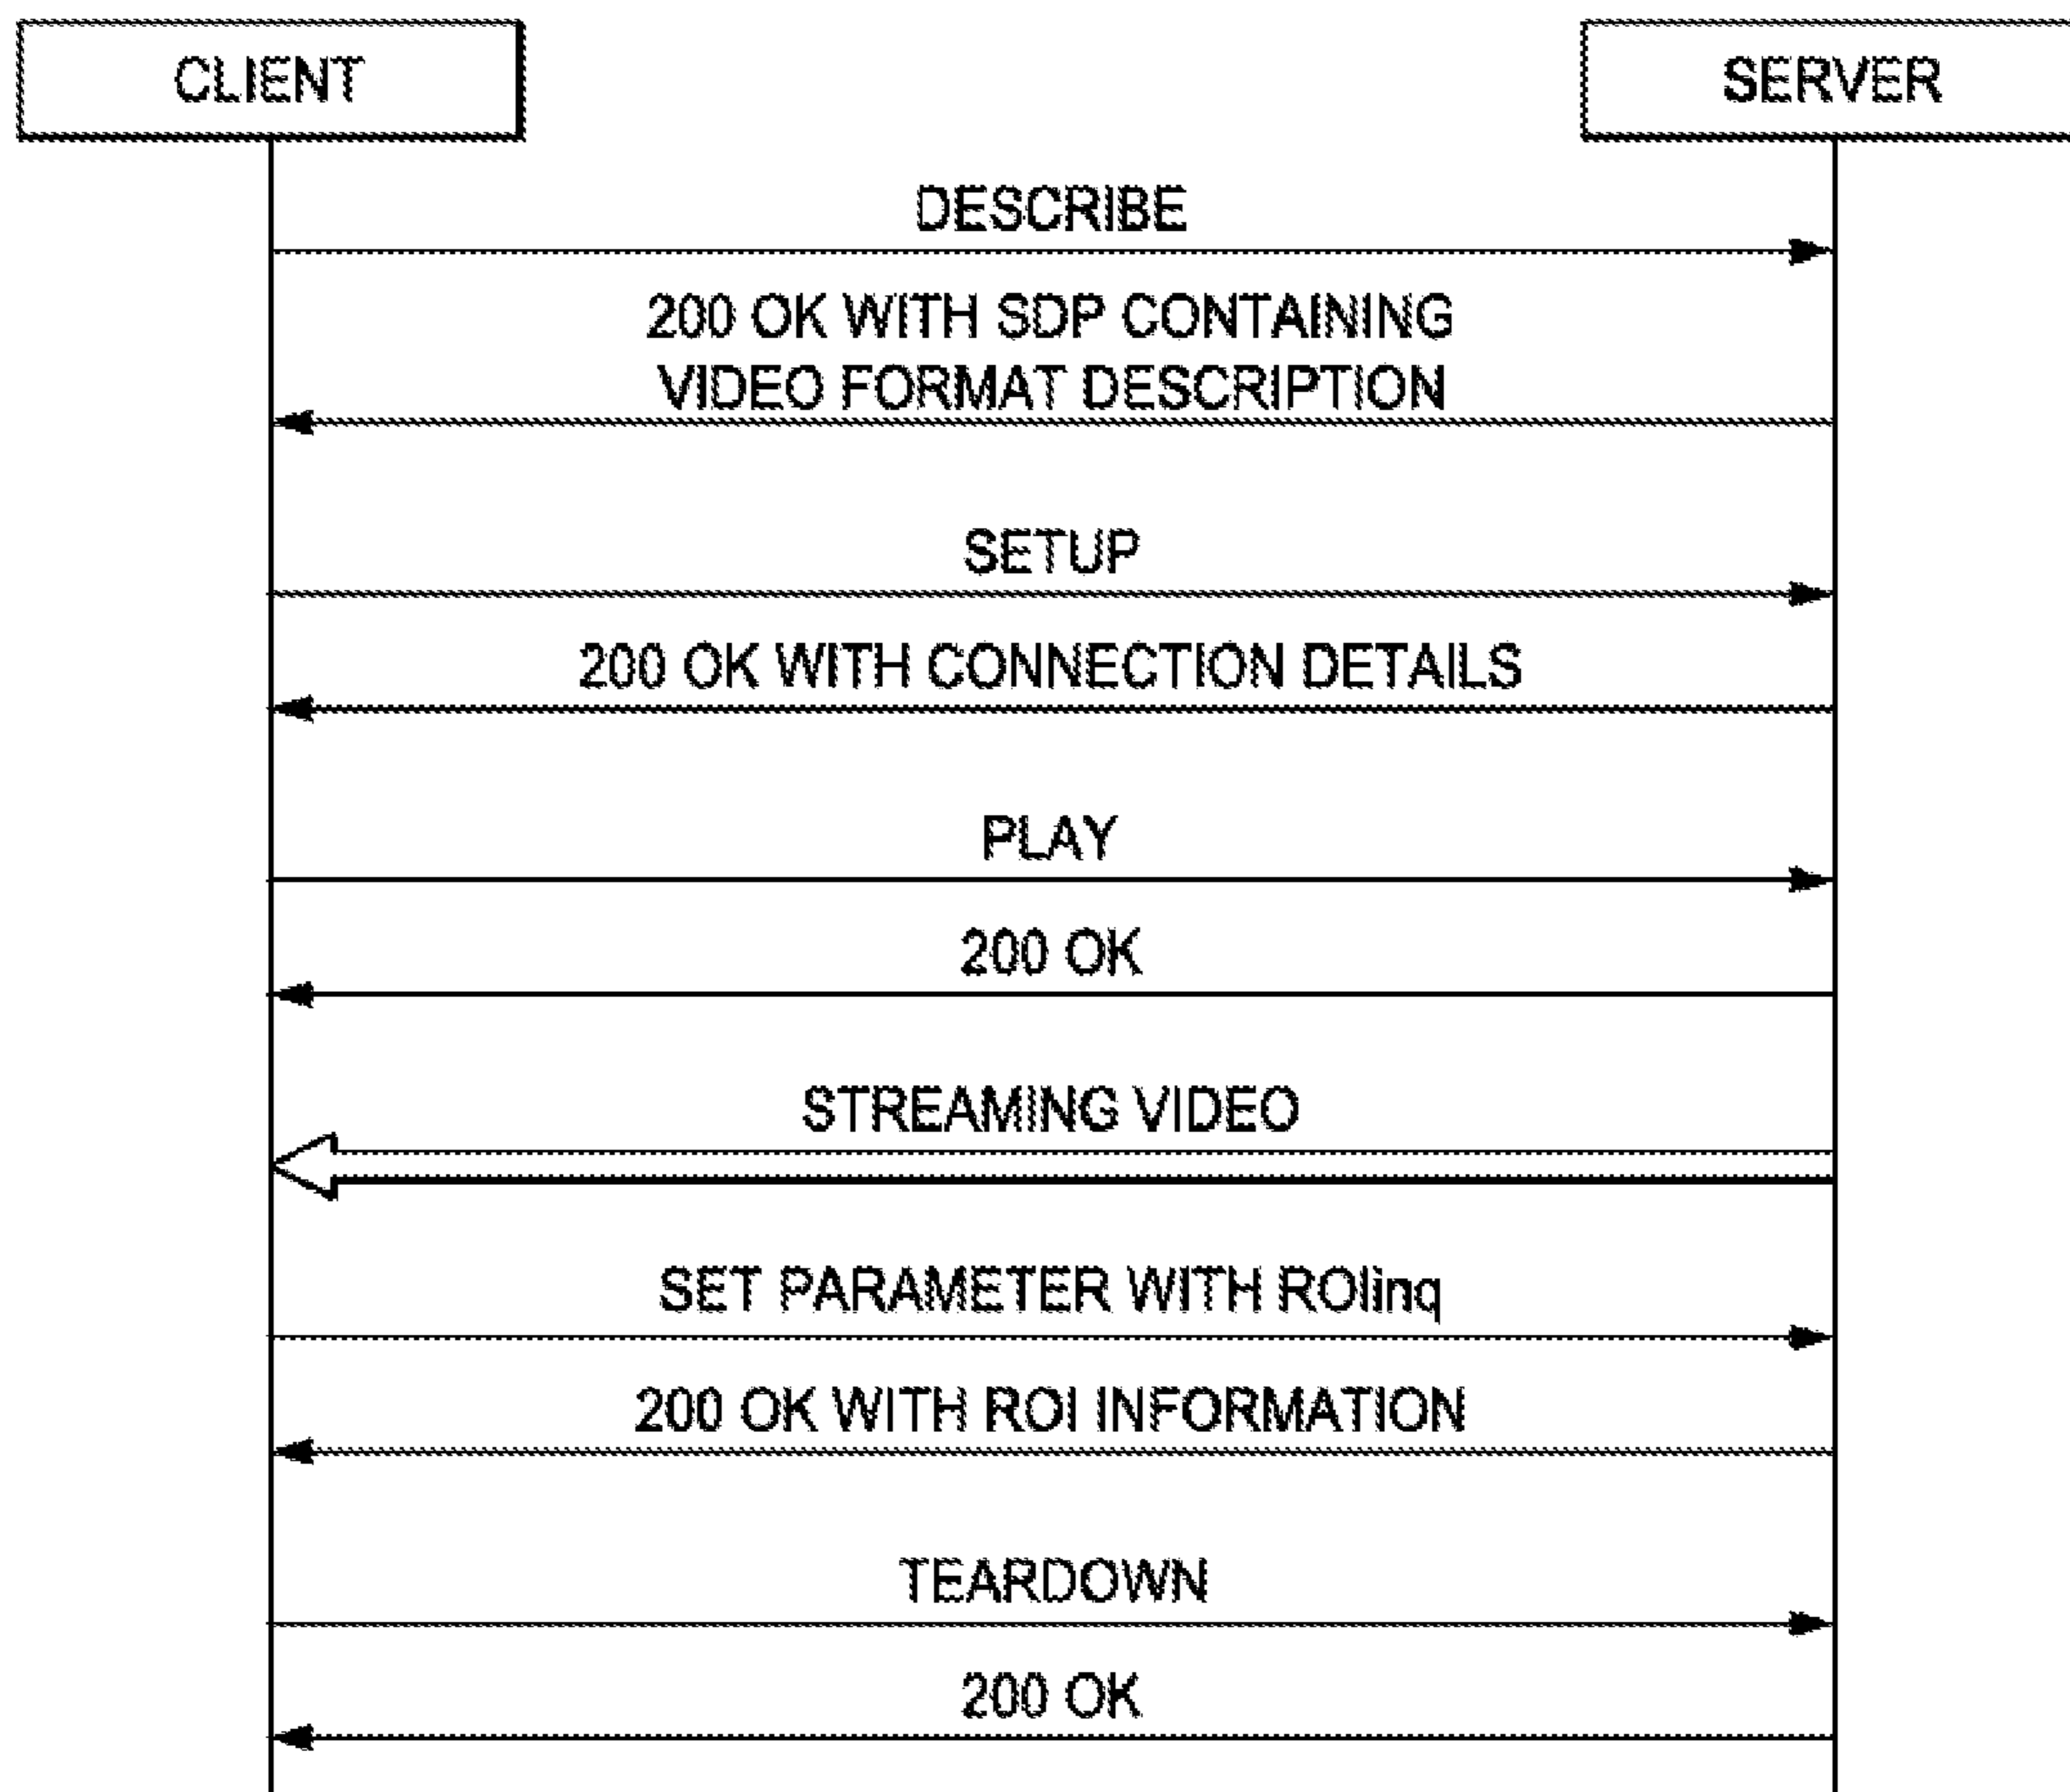 CLIENT
SERVER
DESCRIBE
200 OK WITH SDP CONTAINING
VIDEO FORMAT DESCRIPTION
SETUP
200 OK WITH CONNECTION DETAILS
PLAY
200 OK
STREAMING VIDEO
SET PARAMETER WITH ROIinq
200 OK WITH ROI INFORMATION
TEARDOWN
200 OK